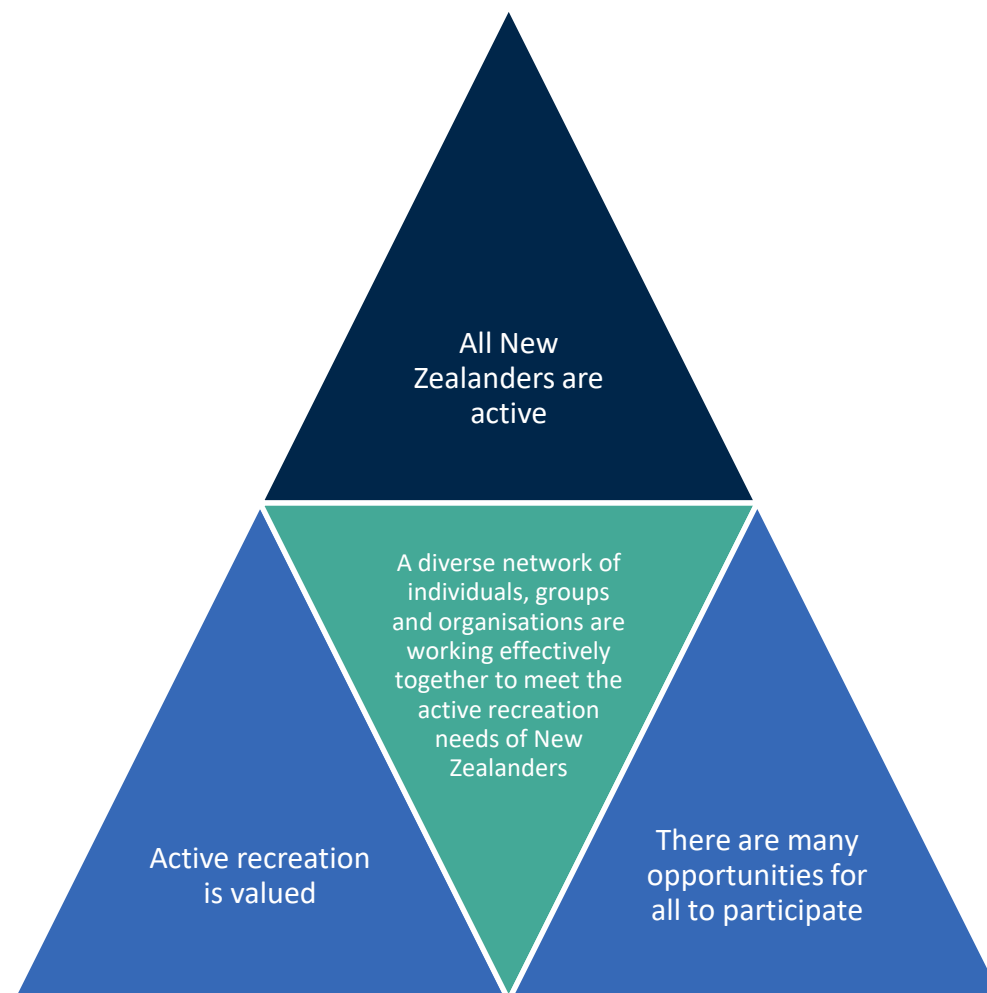 All New
Zealanders are
active
A diverse network of
individuals, groups
and organisations are
working effectively
together to meet the
active recreation
needs of New
Zealanders
Active recreation
is valued
There are many
opportunities for
all to participate